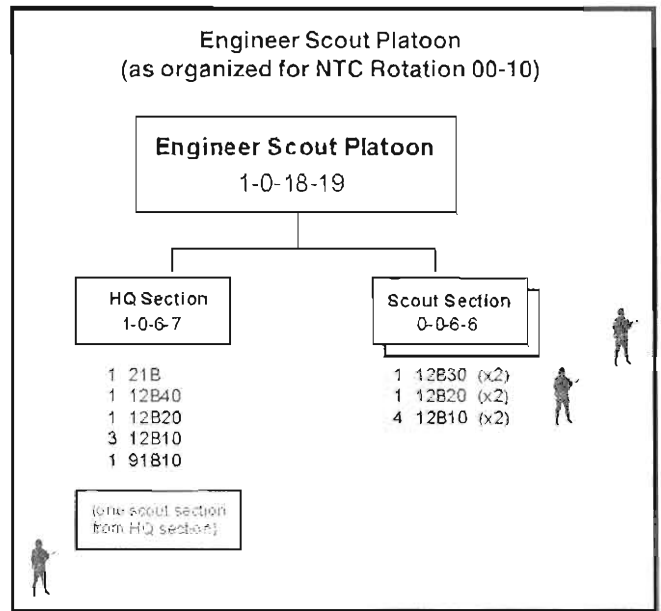 Engineer Scout Platoon
(as organized for NTC Rotation 00-10)
Engineer Scout Platoon
1-0-18-19
HQ Section
1-0-6-7
Scout Section
0-0-6-6
1 21B
1 12B40
1 12B20
3 12B10
1 91B10
1 12B30 (x2)
1 12B20 (x2)
4 12B10 (x2)
(one scout section
from HQ section)